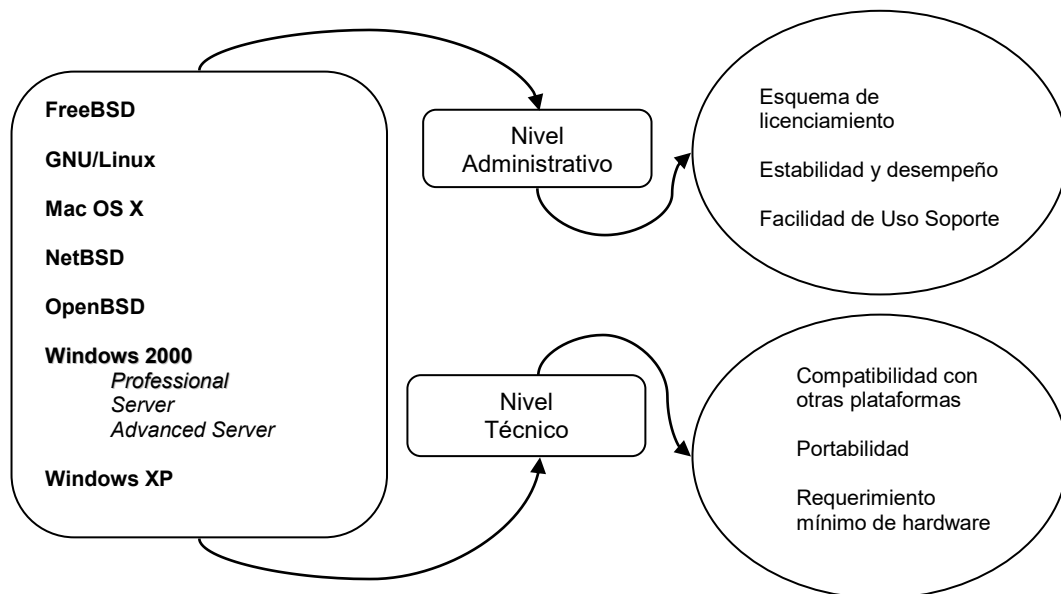 FreeBSD
GNU/Linux
Mac OS X
NetBSD
OpenBSD
Windows 2000
Professional
Server
Advanced Server
Windows XP
Nivel
Administrativo
Esquema de
licenciamiento
Estabilidad y desempeño
Facilidad de Uso Soporte
Nivel
Técnico
Compatibilidad con
otras plataformas
Portabilidad
Requerimiento
mínimo de hardware